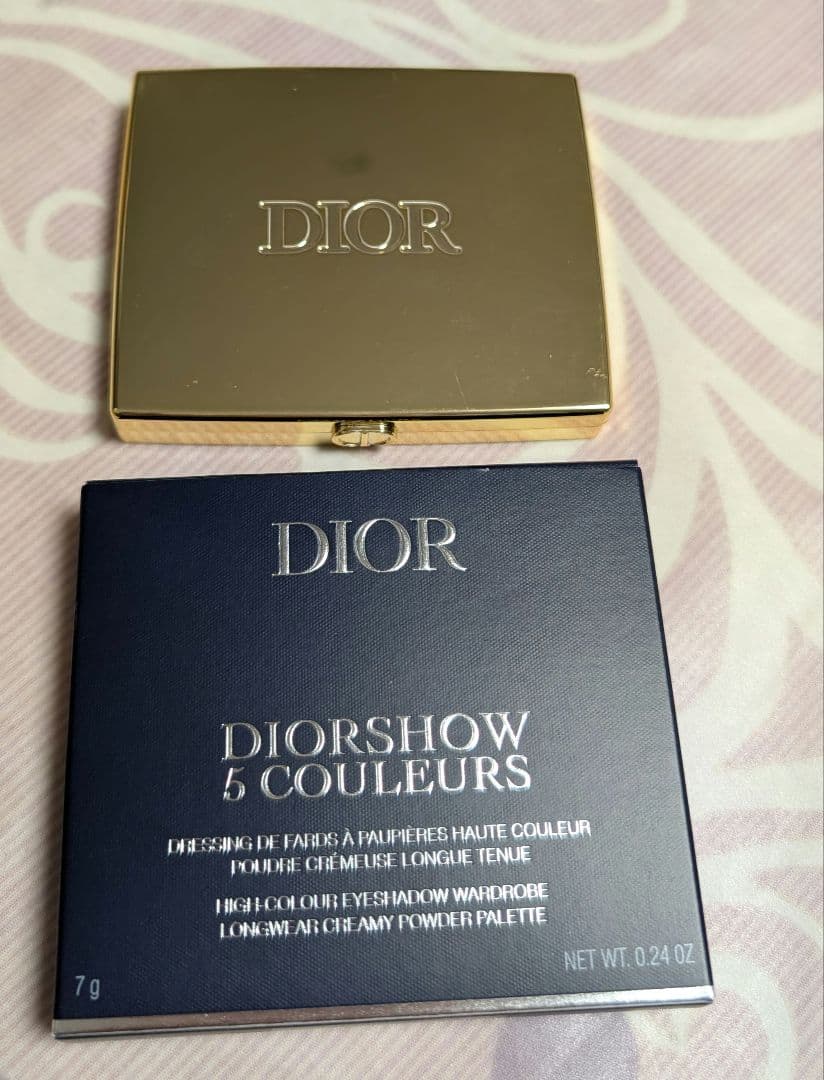 DIOR
DIOR
DIORSHOW
5 COULEURS
DRESSING DE FARDS À PAUPIÈRES HAUTE COULEUR
POUDRE CRÉMEUSE LONGUE TENUE
HIGH-COLOUR EYESHADOW WARDROBE
LONGWEAR CREAMY POWDER PALETTE
NET WT. 0.24 OZ
7 g